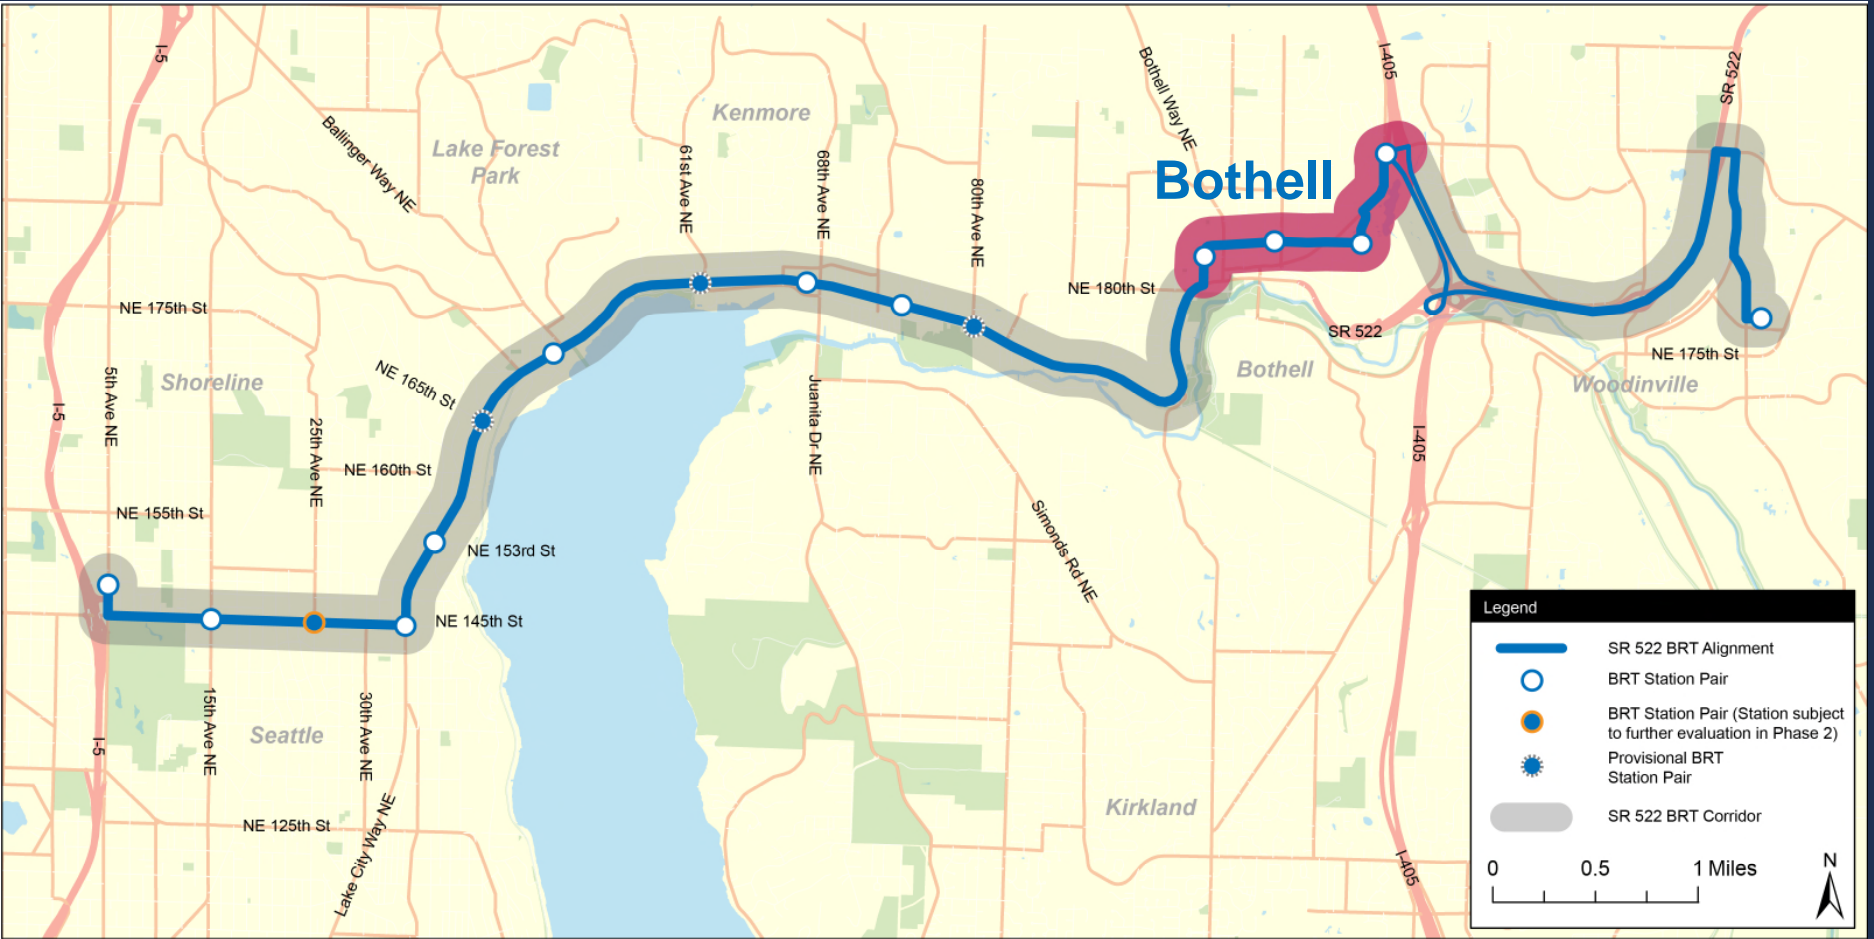 I-5
I-405
SR 522
Bothell Way NE
Kenmore
Ballinger Way NE
Lake Forest
Park
61st Ave NE
68th Ave NE
80th Ave NE
Bothell
NE 180th St
NE 175th St
SR 522
NE 175th St
Shoreline
NE 165th St
Bothell
Woodinville
I-5
5th Ave NE
25th Ave NE
Juanita Dr NE
I-405
NE 160th St
NE 155th St
NE 153rd St
Simonds Rd NE
NE 145th St
15th Ave NE
30th Ave NE
Seattle
I-5
Kirkland
NE 125th St
Lake City Way NE
I-405
Legend
SR 522 BRT Alignment
BRT Station Pair
BRT Station Pair (Station subject
to further evaluation in Phase 2)
Provisional BRT
Station Pair
SR 522 BRT Corridor
0 0.5 1 Miles
N